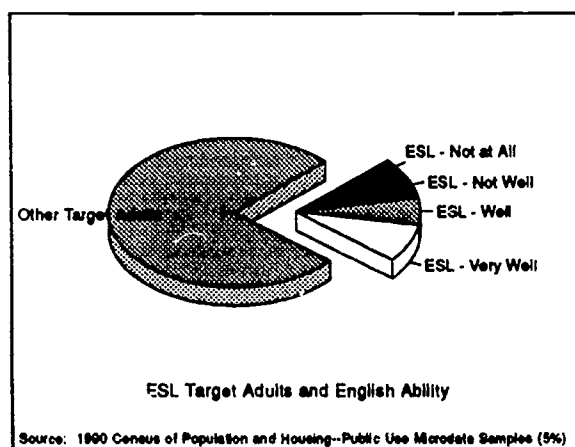 ESL - Not at All
ESL - Not Well
Other Target
ESL - Well
ESL - Very Well
ESL Target Adults and English Ability
Source: 1990 Census of Population and Housing--Public Use Microdata Samples (5%)